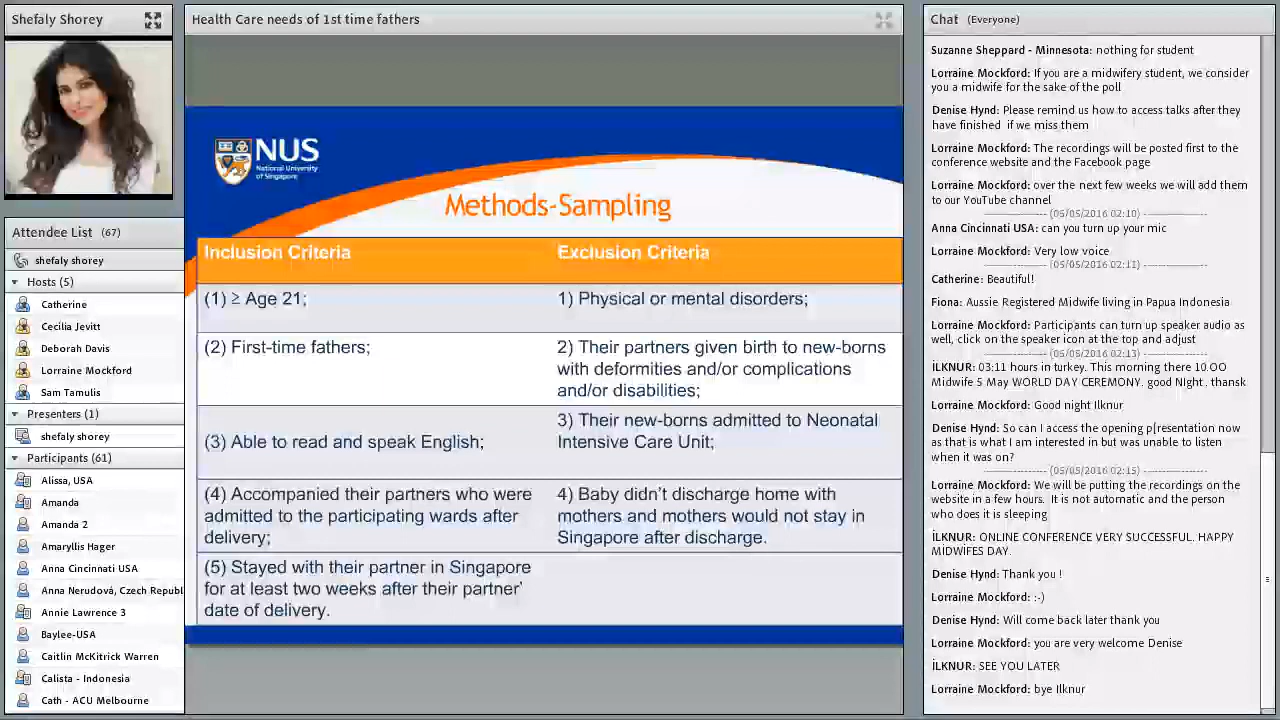 Shefaly Shorey
Attendee List (67)
shefaly shorey
Hosts (5)
Catherine
Cecilia Jevitt
Deborah Davis
Lorraine Mockford
Sam Tamulis
Presenters (1)
shefaly shorey
Participants (61)
Alissa, USA
Amanda
Amanda 2
Amaryllis Hager
Anna Cincinnati USA
Anna Nerudová, Czech Republ
Annie Lawrence 3
Baylee-USA
Caitlin McKitrick Warren
Calista - Indonesia
Cath - ACU Melbourne
Health Care needs of 1st time fathers
NUS
National University
of Singapore
Methods-Sampling
Inclusion Criteria
Exclusion Criteria
(1) ≥ Age 21;
1) Physical or mental disorders;
(2) First-time fathers;
2) Their partners given birth to new-borns
with deformities and/or complications
and/or disabilities;
(3) Able to read and speak English;
3) Their new-borns admitted to Neonatal
Intensive Care Unit;
(4) Accompanied their partners who were
admitted to the participating wards after
delivery;
4) Baby didn't discharge home with
mothers and mothers would not stay in
Singapore after discharge.
(5) Stayed with their partner in Singapore
for at least two weeks after their partner'
date of delivery.
Chat (Everyone)
Suzanne Sheppard - Minnesota: nothing for student
Lorraine Mockford: If you are a midwifery student, we consider
you a midwife for the sake of the poll
Denise Hynd: Please remind us how to access talks after they
have finished if we miss them
Lorraine Mockford: The recordings will be posted first to the
conference website and the Facebook page
Lorraine Mockford: over the next few weeks we will add them
to our YouTube channel
(05/05/2016 02:10)
Anna Cincinnati USA: can you turn up your mic
Lorraine Mockford: Very low voice
(05/05/2016 02:11)
Catherine: Beautiful!
Fiona: Aussie Registered Midwife living in Papua Indonesia
Lorraine Mockford: Participants can turn up speaker audio as
well, click on the speaker icon at the top and adjust
(05/05/2016 02:13)
İLKNUR: 03:11 hours in turkey. This morning there 10.OO
Midwife 5 May WORLD DAY CEREMONY. good NIght . thansk
Lorraine Mockford: Good night Ilknur
Denise Hynd: So can I access the opening p[resentation now
as that is what I am interested in but was unable to listen
when it was on?
(05/05/2016 02:15)
Lorraine Mockford: We will be putting the recordings on the
website in a few hours. It is not automatic and the person
who does it is sleeping
İLKNUR: ONLINE CONFERENCE VERY SUCCESSFUL. HAPPY
MİDWİFES DAY.
Denise Hynd: Thank you !
Lorraine Mockford: :-)
Denise Hynd: Will come back later thank you
Lorraine Mockford: you are very welcome Denise
İLKNUR: SEE YOU LATER
Lorraine Mockford: bye Ilknur